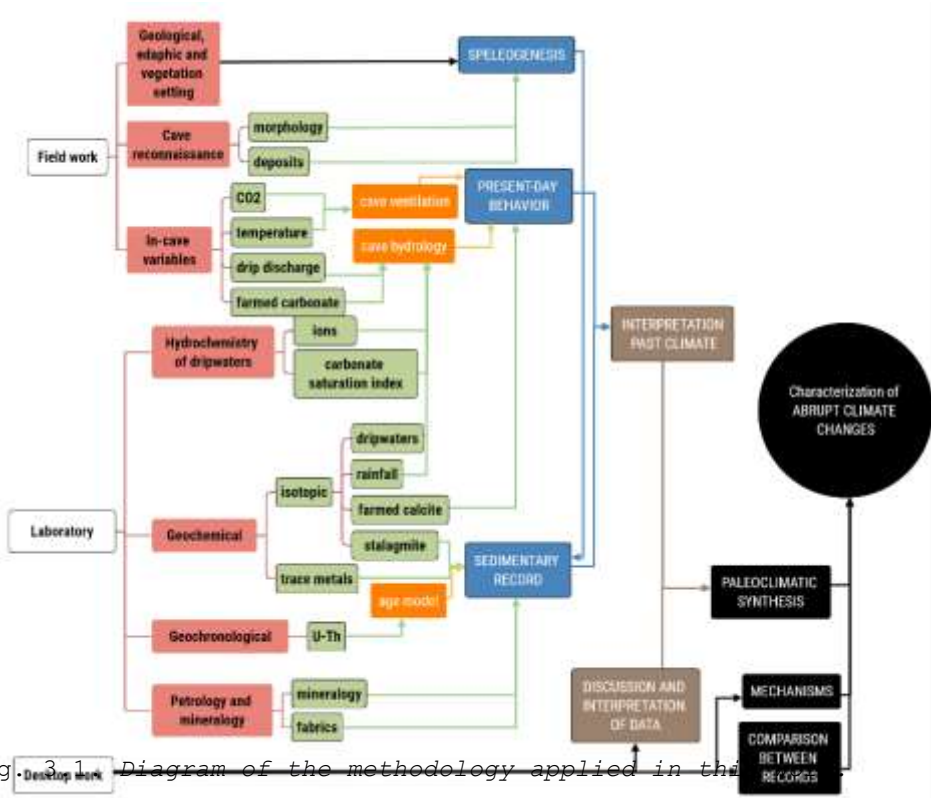 Geological,
edaphic and
vegetation
setting
SPELEOGENESIS
Field work
Cave
reconnaissance
morphology
deposits
In-cave
variables
CO2
temperature
drip discharge
farmed carbonate
cave ventilation
cave hydrology
PRESENT-DAY
BEHAVIOR
Hydrochemistry
of dripwaters
ions
carbonate
saturation index
INTERPRETATION
PAST CLIMATE
Characterization of
ABRUPT CLIMATE
CHANGES
Laboratory
Geochemical
isotopic
dripwaters
rainfall
farmed calcite
stalagmite
trace metals
age model
SEDIMENTARY
RECORD
Geochronological
U-Th
Petrology and
mineralogy
mineralogy
fabrics
PALEOCLIMATIC
SYNTHESIS
DISCUSSION AND
INTERPRETATION
OF DATA
MECHANISMS
COMPARISON
BETWEEN
RECORDS
Desktop work
g. 3.1. Diagram of the methodology applied in thi